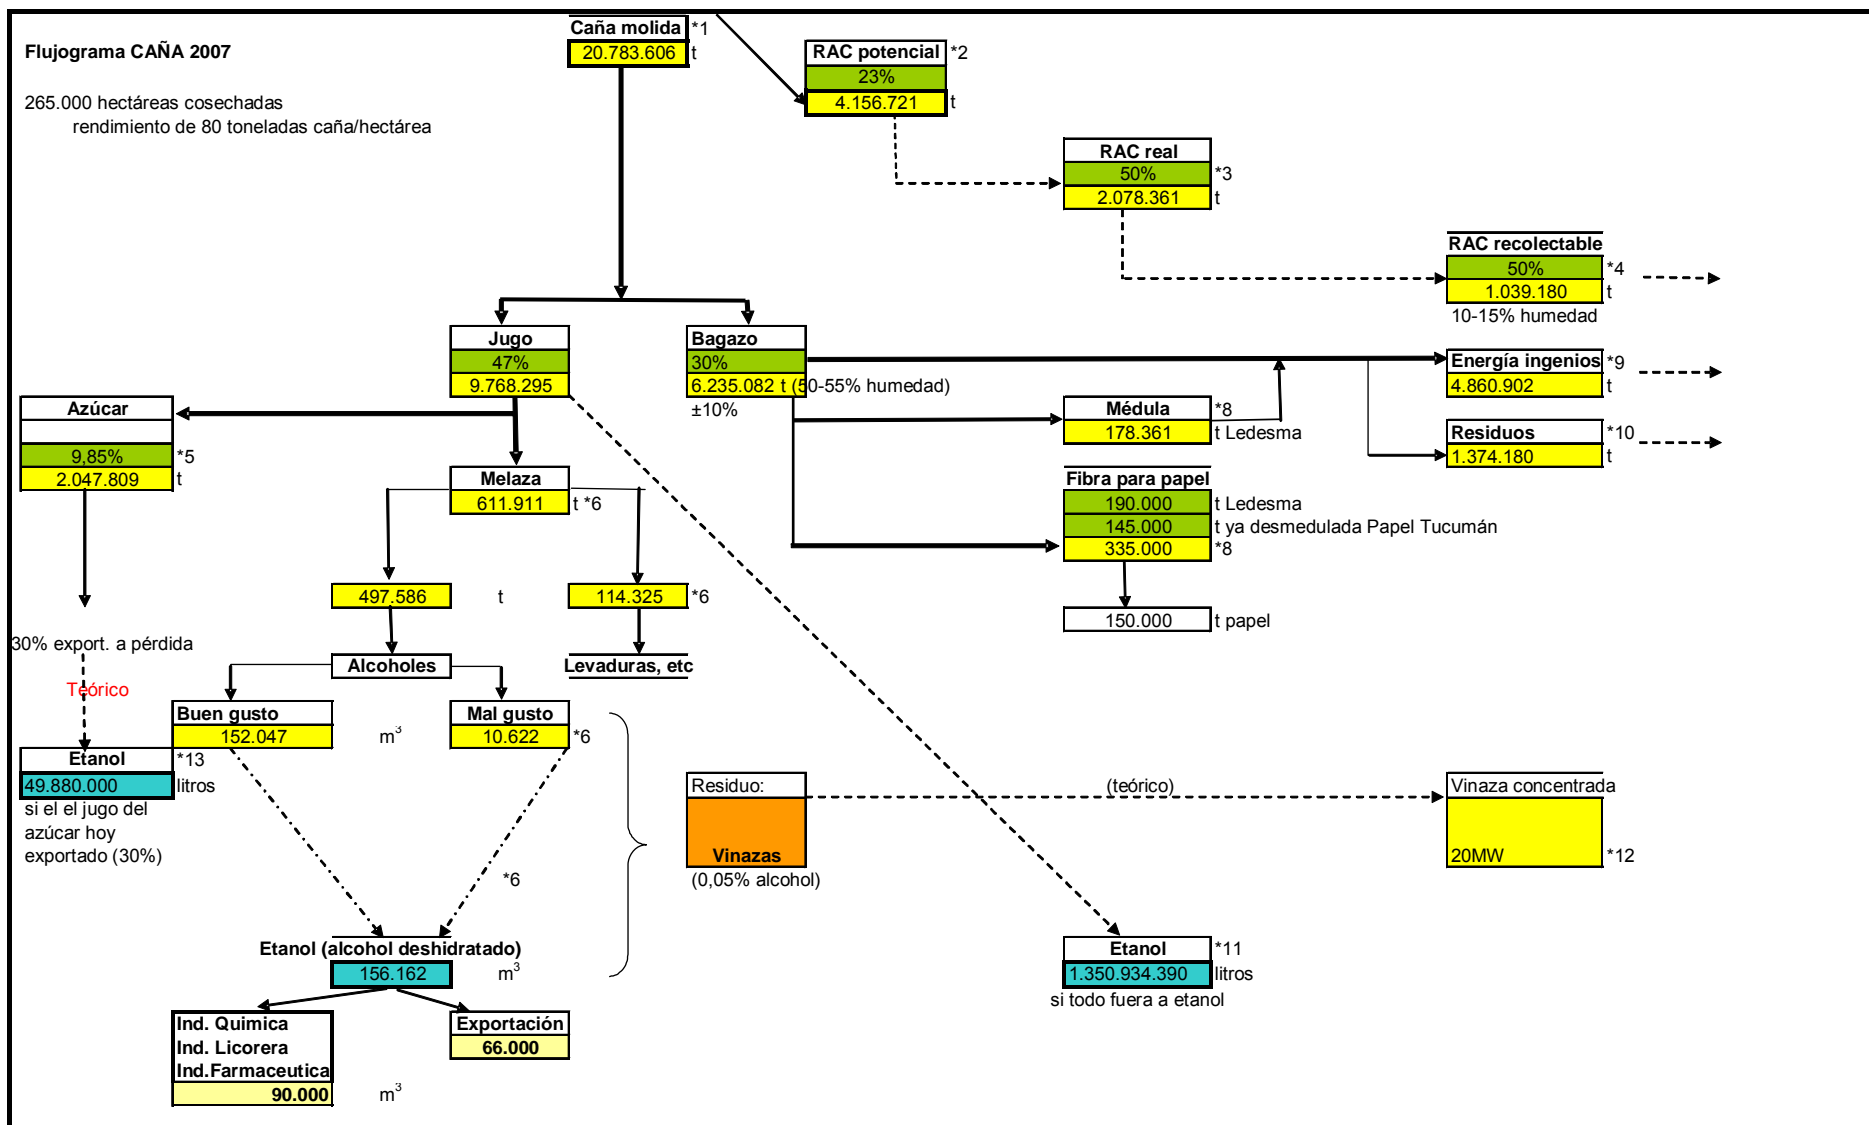 Flujograma CAÑA 2007
265.000 hectáreas cosechadas
rendimiento de 80 toneladas caña/hectárea
Caña molida *1
20.783.606 t
RAC potencial *2
23%
4.156.721 t
RAC real
50% *3
2.078.361 t
RAC recolectable
50% *4
1.039.180 t
10-15% humedad
Jugo
47%
9.768.295
Bagazo
30%
6.235.082 t (50-55% humedad)
±10%
Energía ingenios *9
4.860.902 t
Residuos *10
1.374.180 t
Médula *8
178.361 t Ledesma
Fibra para papel
190.000 t Ledesma
145.000 t ya desmedulada Papel Tucumán
335.000 *8
150.000 t papel
Azúcar
9,85% *5
2.047.809 t
Melaza
611.911 t *6
497.586 t
114.325 *6
Alcoholes
Levaduras, etc
30% export. a pérdida
Teórico
Buen gusto
152.047 m³
Mal gusto
10.622 *6
Etanol *13
49.880.000 litros
si el el jugo del
azúcar hoy
exportado (30%)
*6
Residuo:
Vinazas
(0,05% alcohol)
(teórico)
Vinaza concentrada
20MW *12
Etanol (alcohol deshidratado)
156.162 m³
Etanol *11
1.350.934.390 litros
si todo fuera a etanol
Ind. Quimica
Ind. Licorera
Ind.Farmaceutica
90.000 m³
Exportación
66.000